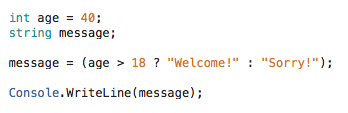 int age = 40;
string message;
message = (age > 18 ? "Welcome!" : "Sorry!");
Console.WriteLine(message);